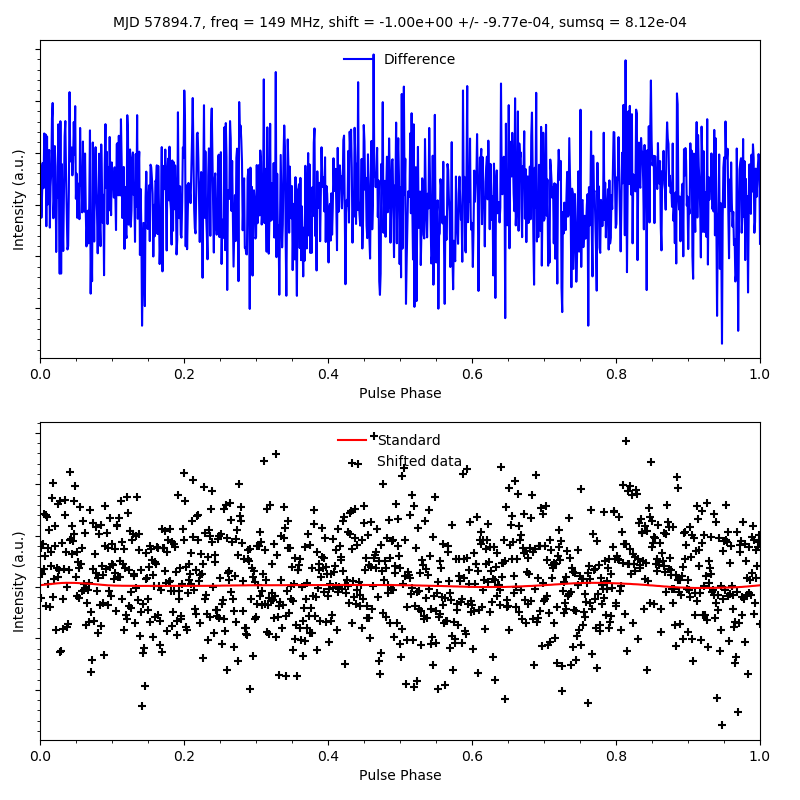 MJD 57894.7, freq = 149 MHz, shift = -1.00e+00 +/- -9.77e-04, sumsq = 8.12e-04
Difference
Intensity (a.u.)
0.0 0.2 0.4 0.6 0.8 1.0
Pulse Phase
Standard
Shifted data
Intensity (a.u.)
0.0 0.2 0.4 0.6 0.8 1.0
Pulse Phase